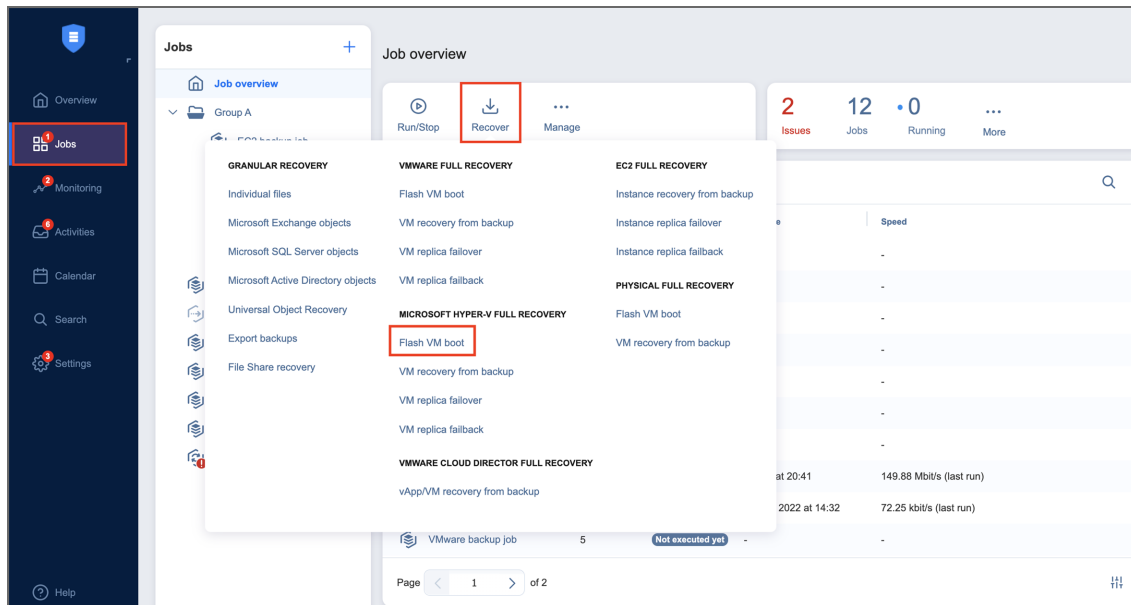 Overview
1
Jobs
2
Monitoring
6
Activities
Calendar
Search
3
Settings
Help
Jobs
+
Job overview
Group A
EC2 backup job
Job overview
Run/Stop
Recover
Manage
2
Issues
12
Jobs
0
Running
More
GRANULAR RECOVERY
Individual files
Microsoft Exchange objects
Microsoft SQL Server objects
Microsoft Active Directory objects
Universal Object Recovery
Export backups
File Share recovery
VMWARE FULL RECOVERY
Flash VM boot
VM recovery from backup
VM replica failover
VM replica failback
MICROSOFT HYPER-V FULL RECOVERY
Flash VM boot
VM recovery from backup
VM replica failover
VM replica failback
VMWARE CLOUD DIRECTOR FULL RECOVERY
vApp/VM recovery from backup
EC2 FULL RECOVERY
Instance recovery from backup
Instance replica failover
Instance replica failback
PHYSICAL FULL RECOVERY
Flash VM boot
VM recovery from backup
e Speed
-
-
-
-
-
-
-
at 20:41 149.88 Mbit/s (last run)
2022 at 14:32 72.25 kbit/s (last run)
VMware backup job 5 Not executed yet - -
Page < 1 > of 2